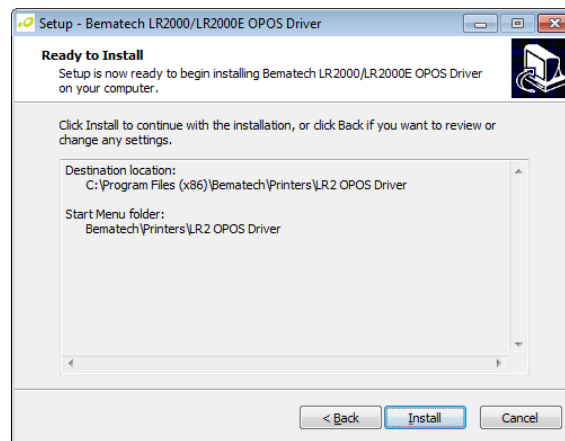 Setup - Bematech LR2000/LR2000E OPOS Driver
Ready to Install
Setup is now ready to begin installing Bematech LR2000/LR2000E OPOS Driver
on your computer.
Click Install to continue with the installation, or click Back if you want to review or
change any settings.
Destination location:
C:\Program Files (x86)\Bematech\Printers\LR2 OPOS Driver
Start Menu folder:
Bematech\Printers\LR2 OPOS Driver
< Back Install Cancel